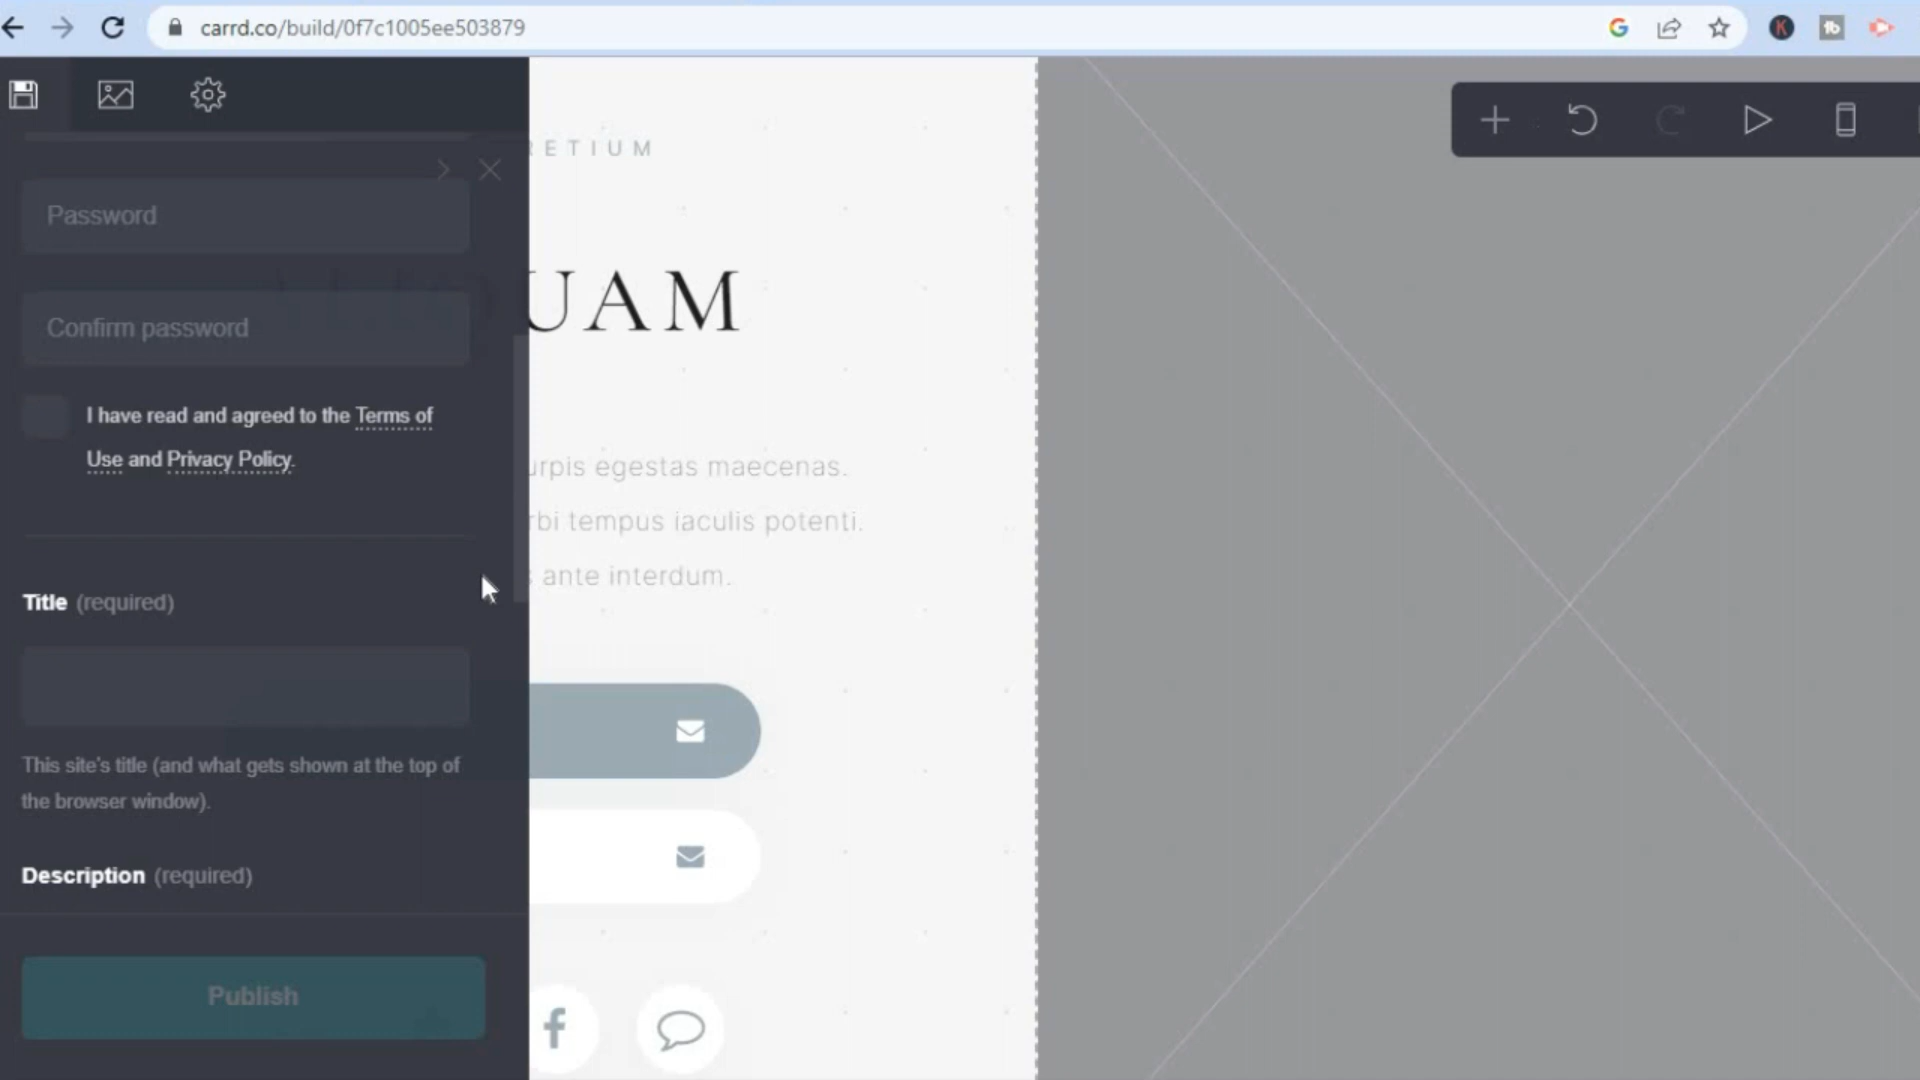 carrd.co/build/0f7c1005ee503879
RETIUM
Password
UAM
Confirm password
I have read and agreed to the Terms of
Use and Privacy Policy.
urpis egestas maecenas.
rbi tempus iaculis potenti.
s ante interdum.
Title (required)
This site's title (and what gets shown at the top of
the browser window).
Description (required)
Publish